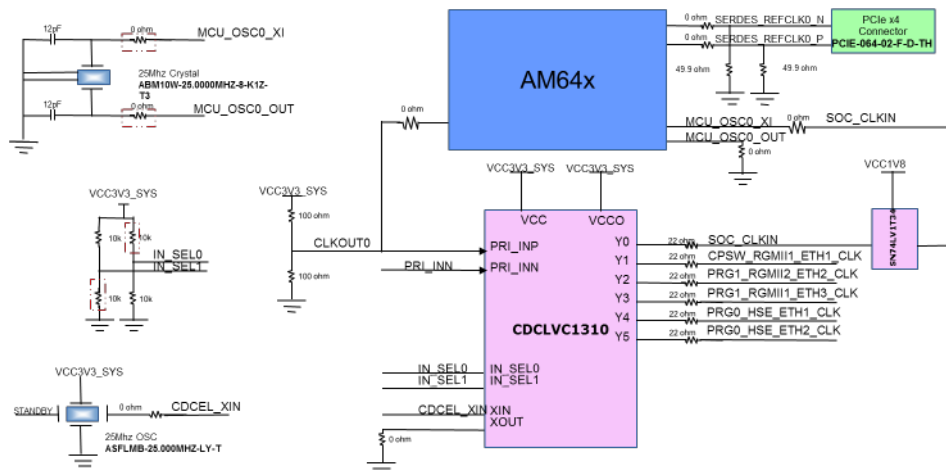 12pF
0 ohm
MCU_OSC0_XI
25Mhz Crystal
ABM10W-25.0000MHZ-8-K1Z-
T3
12pF
0 ohm
MCU_OSC0_OUT
AM64x
0 ohm
SERDES_REFCLK0_N
0 ohm
SERDES_REFCLK0_P
49.9 ohm
49.9 ohm
PCIe x4
Connector
PCIE-064-02-F-D-TH
0 ohm
MCU_OSC0_XI
MCU_OSC0_OUT
0 ohm
SOC_CLKIN
0 ohm
VCC3V3_SYS
10k
10k
IN_SEL0
IN_SEL1
10k
10k
VCC3V3_SYS
100 ohm
CLKOUT0
100 ohm
PRI_INN
VCC3V3_SYS
VCC3V3_SYS
VCC
VCCO
PRI_INP
PRI_INN
CDCLVC1310
Y0
Y1
Y2
Y3
Y4
Y5
22 ohm
SOC_CLKIN
22 ohm
CPSW_RGMII1_ETH1_CLK
22 ohm
PRG1_RGMII2_ETH2_CLK
22 ohm
PRG1_RGMII1_ETH3_CLK
22 ohm
PRG0_HSE_ETH1_CLK
22 ohm
PRG0_HSE_ETH2_CLK
VCC1V8
SN74LV1T34
IN_SEL0
IN_SEL1
IN_SEL0
IN_SEL1
CDCEL_XIN
XIN
XOUT
0 ohm
VCC3V3_SYS
STANDBY
0 ohm
CDCEL_XIN
25Mhz OSC
ASFLMB-25.000MHZ-LY-T